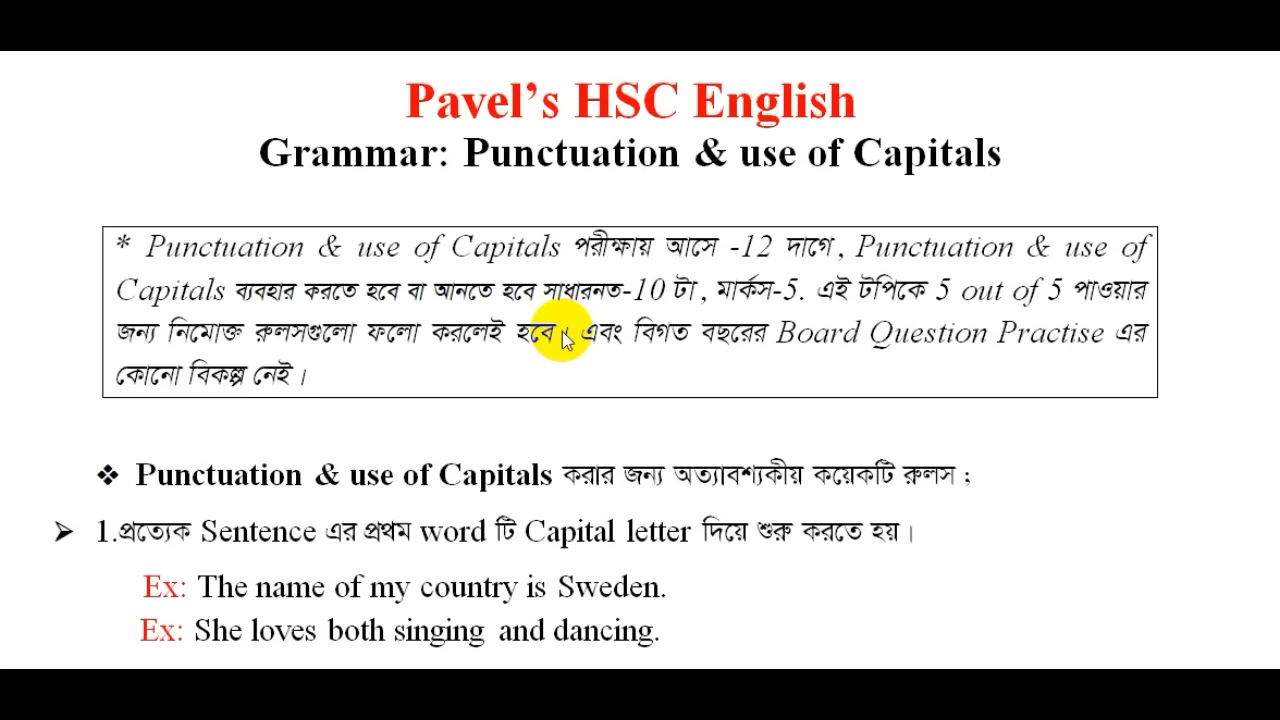 Pavel’s HSC English
Grammar: Punctuation & use of Capitals
* Punctuation & use of Capitals পরীক্ষায় আসে -12 দাগে, Punctuation & use of
Capitals ব্যবহার করতে হবে বা আনতে হবে সাধারনত-10 টা, মার্কস-5. এই টপিকে 5 out of 5 পাওয়ার
জন্য নিমোক্ত রুলসগুলো ফলো করলেই হবে। এবং বিগত বছরের Board Question Practise এর
কোনো বিকল্প নেই।
❖ Punctuation & use of Capitals করার জন্য অত্যাবশ্যকীয় কয়েকটি রুলস ;
➢ 1.প্রত্যেক Sentence এর প্রথম word টি Capital letter দিয়ে শুরু করতে হয়।
Ex: The name of my country is Sweden.
Ex: She loves both singing and dancing.